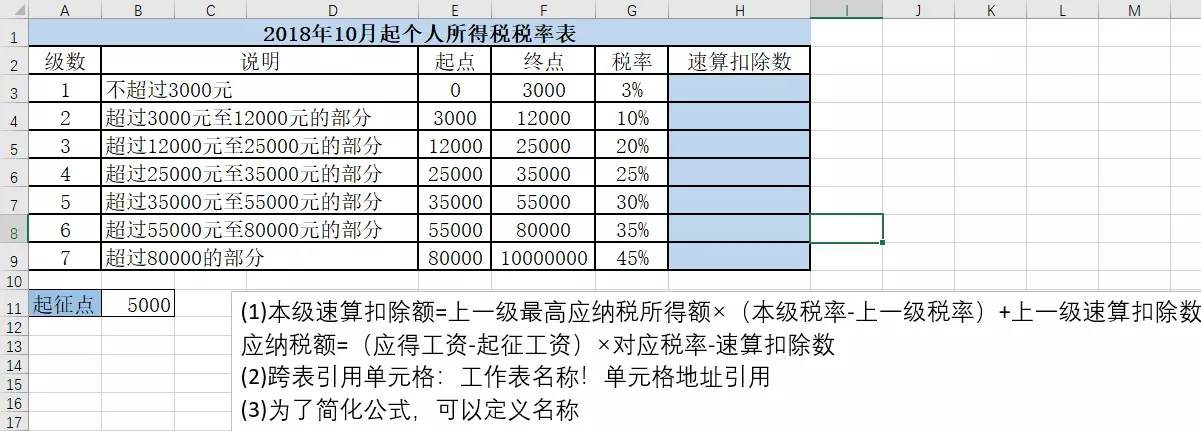 A B C D E F G H I J K L M
1 2018年10月起个人所得税税率表
2 级数 说明 起点 终点 税率 速算扣除数
3 1 不超过3000元 0 3000 3%
4 2 超过3000元至12000元的部分 3000 12000 10%
5 3 超过12000元至25000元的部分 12000 25000 20%
6 4 超过25000元至35000元的部分 25000 35000 25%
7 5 超过35000元至55000元的部分 35000 55000 30%
8 6 超过55000元至80000元的部分 55000 80000 35%
9 7 超过80000的部分 80000 10000000 45%
10
11 起征点 5000 (1)本级速算扣除额=上一级最高应纳税所得额×（本级税率-上一级税率）+上一级速算扣除数
12
13 应纳税额=（应得工资-起征工资）×对应税率-速算扣除数
14
15 (2)跨表引用单元格：工作表名称！单元格地址引用
16 (3)为了简化公式，可以定义名称
17